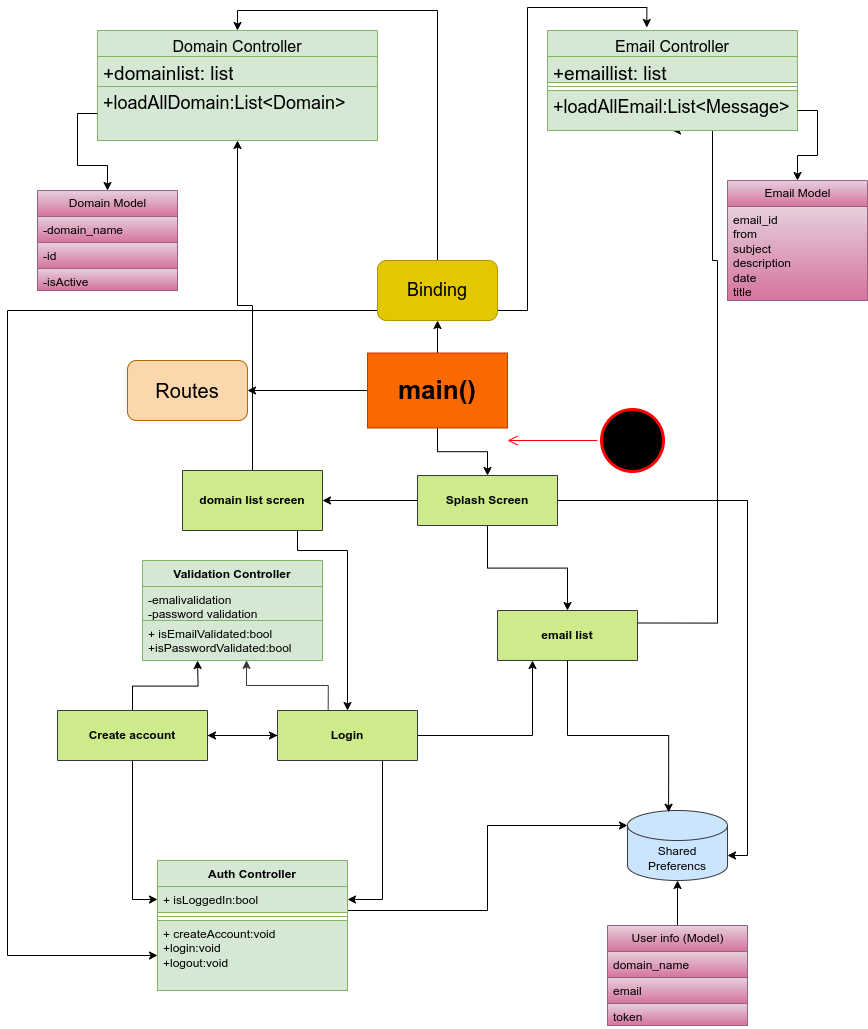 Domain Controller
+domainlist: list
+loadAllDomain:List<Domain>
Email Controller
+emaillist: list
+loadAllEmail:List<Message>
Domain Model
-domain_name
-id
-isActive
Email Model
email_id
from
subject
description
date
title
Binding
Routes
main()
domain list screen
Splash Screen
Validation Controller
-emalivalidation
-password validation
+ isEmailValidated:bool
+isPasswordValidated:bool
email list
Create account
Login
Shared
Preferencs
Auth Controller
+ isLoggedIn:bool
+ createAccount:void
+login:void
+logout:void
User info (Model)
domain_name
email
token